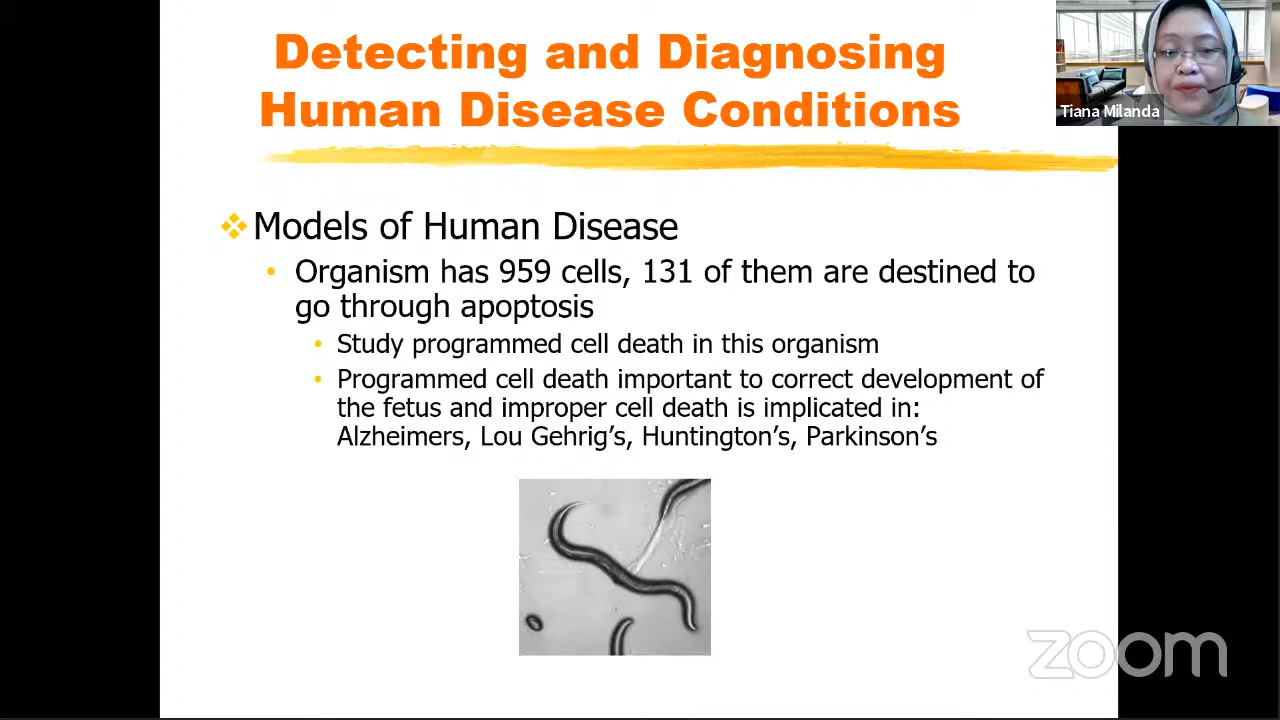 Detecting and Diagnosing
Human Disease Conditions
Tiana Milanda
Models of Human Disease
Organism has 959 cells, 131 of them are destined to
go through apoptosis
Study programmed cell death in this organism
Programmed cell death important to correct development of
the fetus and improper cell death is implicated in:
Alzheimers, Lou Gehrig’s, Huntington’s, Parkinson’s
zoom